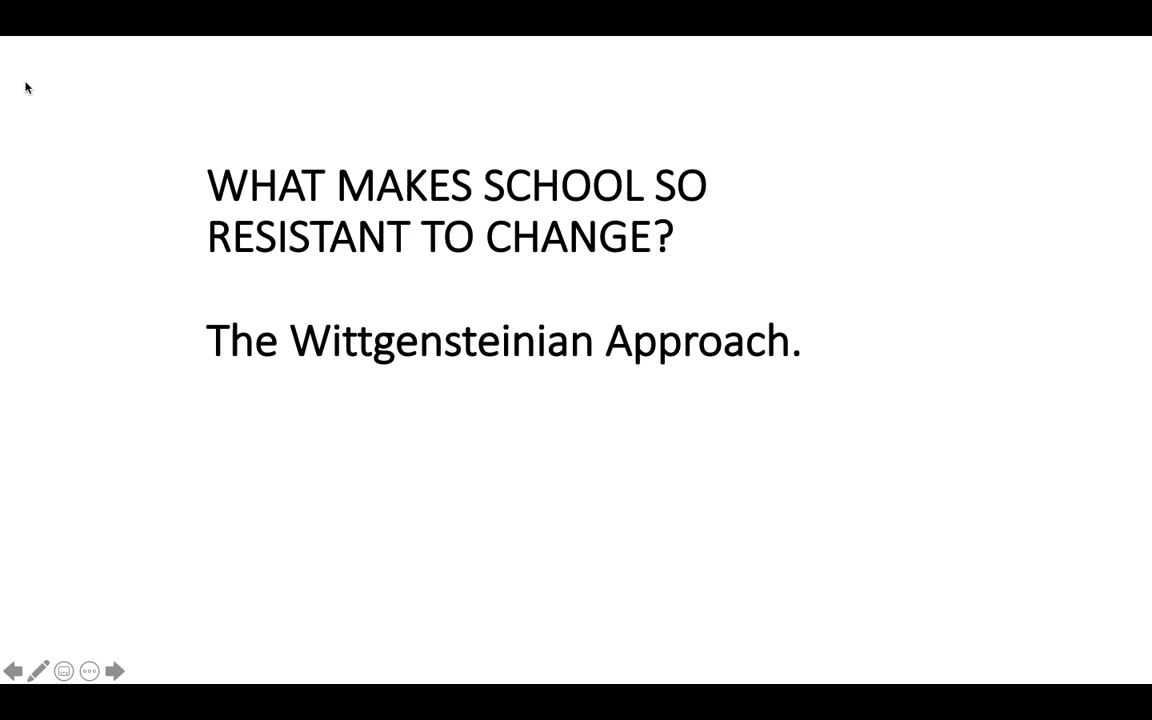 WHAT MAKES SCHOOL SO
RESISTANT TO CHANGE?
The Wittgensteinian Approach.